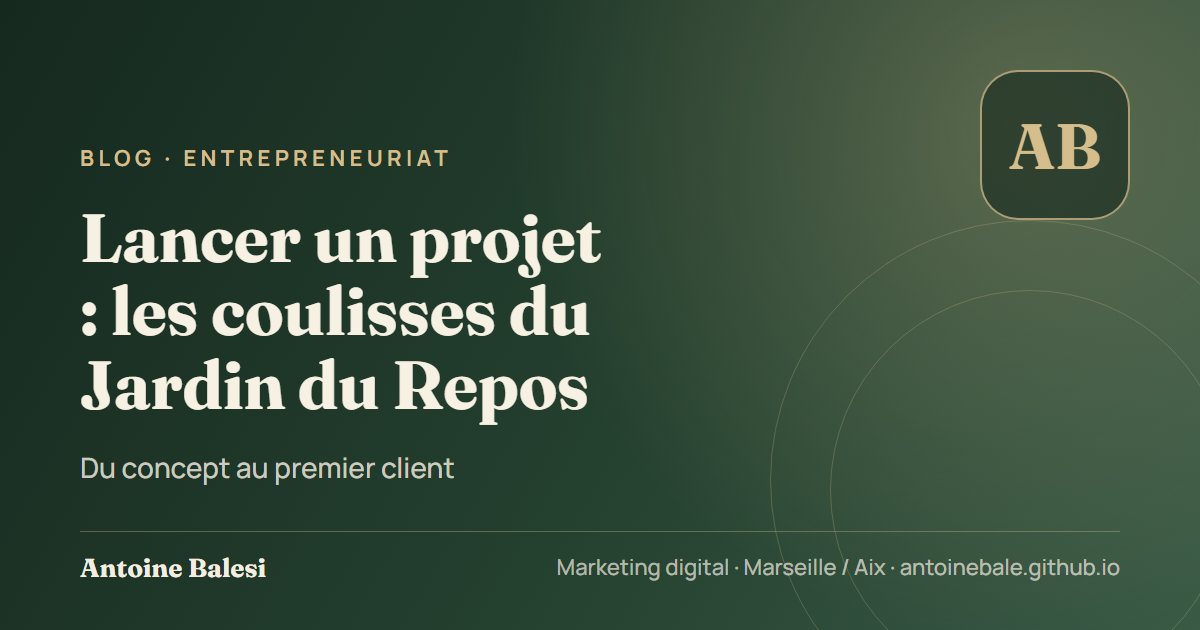 AB
BLOG · ENTREPRENEURIAT
Lancer un projet
: les coulisses du
Jardin du Repos
Du concept au premier client
Antoine Balesi
Marketing digital · Marseille / Aix · antoinebale.github.io